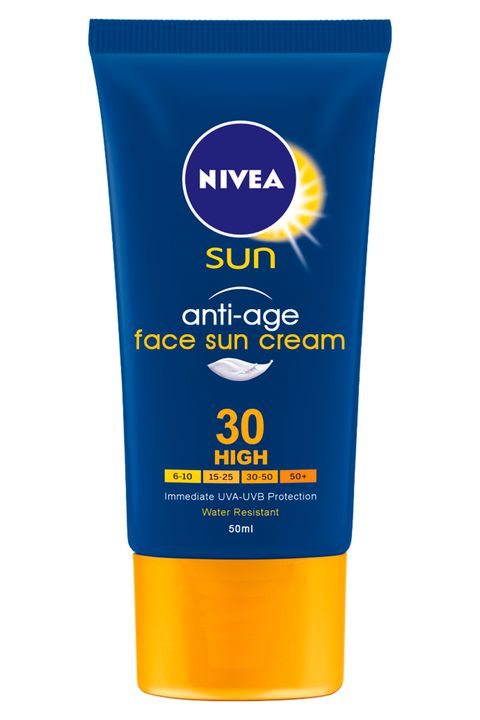 NIVEA
sun
anti-age
face sun cream
30
HIGH
6-10 15-25 30-50 50+
Immediate UVA-UVB Protection
Water Resistant
50ml